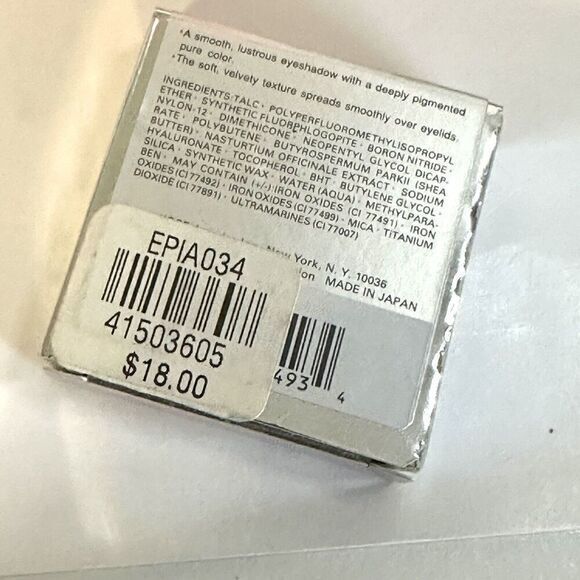 •A smooth, lustrous eyeshadow with a deeply pigmented
pure color.
•The soft, velvety texture spreads smoothly over eyelids.
INGREDIENTS:TALC・POLYPERFLUOROMETHYLISOPROPYL
ETHER・SYNTHETIC FLUORPHLOGOPITE・BORON NITRIDE・
NYLON-12・DIMETHICONE・NEOPENTYL GLYCOL DICAP-
RATE・POLYBUTENE・BUTYROSPERMUM PARKII (SHEA
BUTTER)・NASTURTIUM OFFICINALE EXTRACT・SODIUM
HYALURONATE・TOCOPHEROL・BHT・BUTYLENE GLYCOL・
SILICA・SYNTHETIC WAX・WATER (AQUA)・METHYLPARA-
BEN・MAY CONTAIN (+/-):IRON OXIDES (CI 77491)・IRON
OXIDES (CI 77492)・IRON OXIDES (CI 77499)・MICA・TITANIUM
DIOXIDE (CI 77891)・ULTRAMARINES (CI 77007)
New York, N. Y. 10036
MADE IN JAPAN
EPIA034
41503605
$18.00
493 4